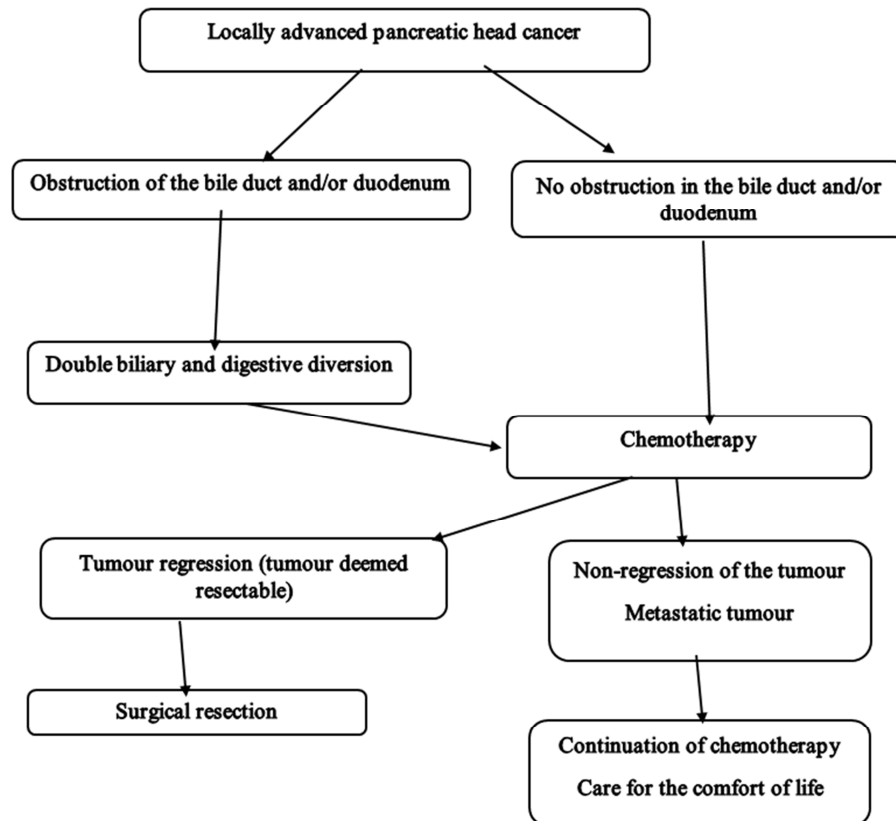 Locally advanced pancreatic head cancer
Obstruction of the bile duct and/or duodenum
No obstruction in the bile duct and/or
duodenum
Double biliary and digestive diversion
Chemotherapy
Tumour regression (tumour deemed
resectable)
Non-regression of the tumour
Metastatic tumour
Surgical resection
Continuation of chemotherapy
Care for the comfort of life